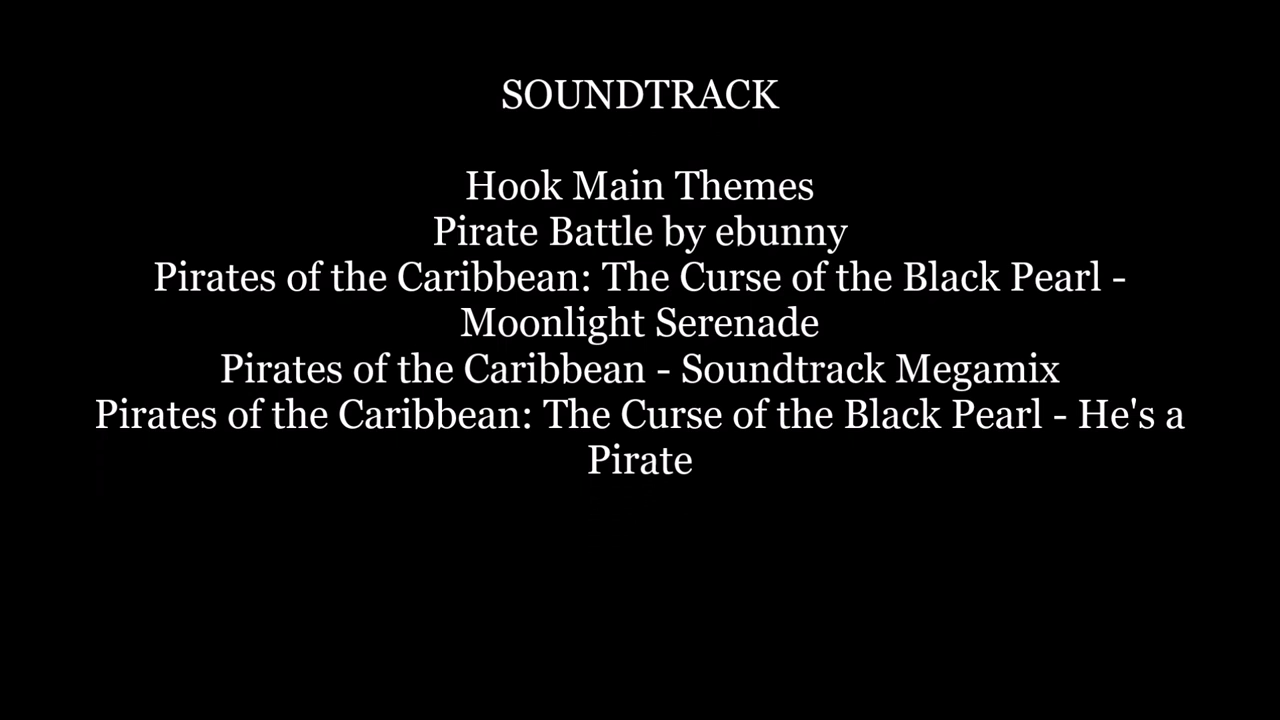 SOUNDTRACK
Hook Main Themes
Pirate Battle by ebunny
Pirates of the Caribbean: The Curse of the Black Pearl -
Moonlight Serenade
Pirates of the Caribbean - Soundtrack Megamix
Pirates of the Caribbean: The Curse of the Black Pearl - He's a
Pirate